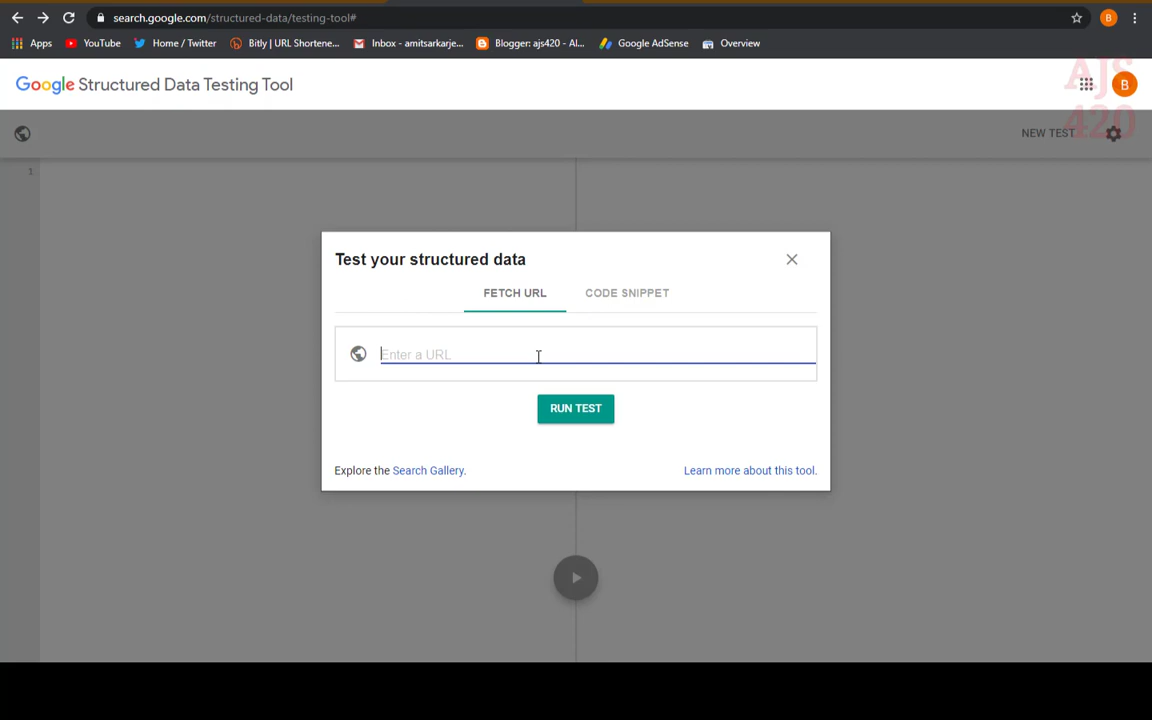 search.google.com/structured-data/testing-tool#
B
Apps
YouTube
Home / Twitter
Bitly | URL Shortene...
Inbox - amitsarkarje...
Blogger: ajs420 - Al...
Google AdSense
Overview
Google Structured Data Testing Tool
B
AJS
420
NEW TEST
1
Test your structured data
FETCH URL
CODE SNIPPET
Enter a URL
RUN TEST
Explore the Search Gallery.
Learn more about this tool.